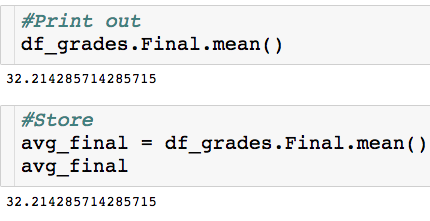 #Print out
df_grades.Final.mean()
32.214285714285715
#Store
avg_final = df_grades.Final.mean()
avg_final
32.214285714285715